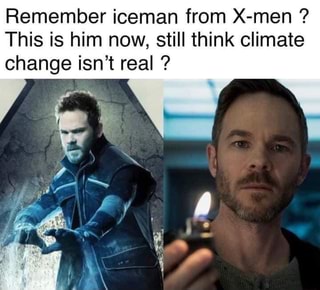 Remember iceman from X-men ?
This is him now, still think climate
change isn't real ?